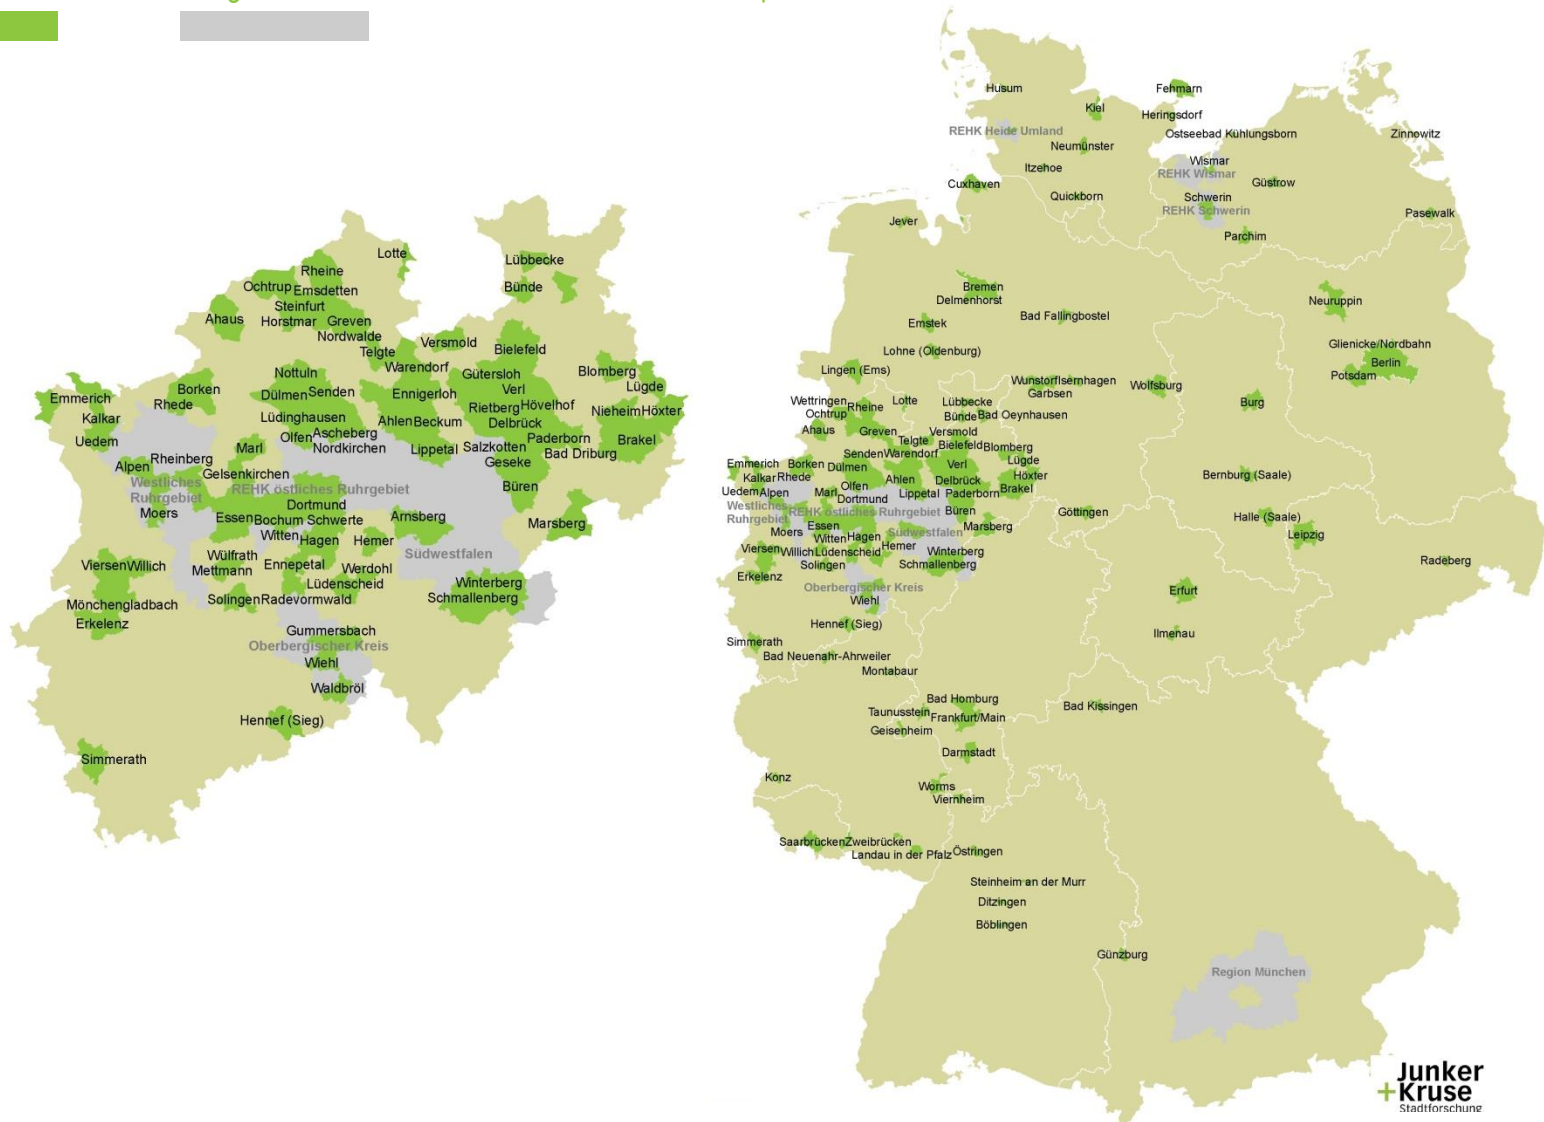 Lotte
Lübbecke
Rheine
Ochtrup
Emsdetten
Bünde
Steinfurt
Ahaus
Horstmar
Greven
Nordwalde
Telgte
Versmold
Bielefeld
Warendorf
Nottuln
Gütersloh
Blomberg
Emmerich
Borken
Dülmen
Senden
Ennigerloh
Verl
Lügde
Rhede
Kalkar
Rietberg
Hövelhof
Nieheim
Höxter
Lüdinghausen
Ahlen
Beckum
Delbrück
Uedem
Olfen
Ascheberg
Paderborn
Brakel
Marl
Nordkirchen
Lippetal
Salzkotten
Bad Driburg
Rheinberg
Geseke
Alpen
Gelsenkirchen
Westliches
Ruhrgebiet
REHK östliches Ruhrgebiet
Büren
Moers
Dortmund
Essen
Bochum
Schwerte
Arnsberg
Marsberg
Witten
Hagen
Hemer
Südwestfalen
Wülfrath
Mettmann
Ennepetal
Werdohl
Viersen
Willich
Lüdenscheid
Winterberg
Mönchengladbach
Solingen
Radevormwald
Schmallenberg
Erkelenz
Gummersbach
Oberbergischer Kreis
Wiehl
Waldbröl
Hennef (Sieg)
Simmerath
Husum
Fehmarn
Kiel
Heringsdorf
REHK Heide Umland
Ostseebad Kühlungsborn
Zinnowitz
Neumünster
Wismar
Itzehoe
REHK Wismar
Cuxhaven
Güstrow
Quickborn
Schwerin
REHK Schwerin
Jever
Pasewalk
Parchim
Bremen
Delmenhorst
Neuruppin
Emstek
Bad Fallingbostel
Glienicke/Nordbahn
Lohne (Oldenburg)
Berlin
Lingen (Ems)
Potsdam
Wunstorf
Isernhagen
Garbsen
Wolfsburg
Wettringen
Lotte
Lübbecke
Burg
Ochtrup
Rheine
Bünde
Bad Oeynhausen
Ahaus
Greven
Versmold
Telgte
Bielefeld
Blomberg
Senden
Warendorf
Emmerich
Borken
Dülmen
Verl
Lügde
Kalkar
Rhede
Ahlen
Delbrück
Höxter
Bernburg (Saale)
Uedem
Alpen
Marl
Olfen
Lippetal
Paderborn
Brakel
Dortmund
Westliches
Ruhrgebiet
REHK östliches Ruhrgebiet
Büren
Göttingen
Halle (Saale)
Moers
Essen
Südwestfalen
Marsberg
Witten
Hagen
Leipzig
Viersen
Willich
Lüdenscheid
Hemer
Winterberg
Solingen
Schmallenberg
Radeberg
Erkelenz
Oberbergischer Kreis
Wiehl
Erfurt
Hennef (Sieg)
Ilmenau
Simmerath
Bad Neuenahr-Ahrweiler
Montabaur
Bad Homburg
Bad Kissingen
Taunusstein
Frankfurt/Main
Geisenheim
Darmstadt
Konz
Worms
Viernheim
Saarbrücken
Zweibrücken
Landau in der Pfalz
Östringen
Steinheim an der Murr
Ditzingen
Böblingen
Günzburg
Region München
Junker
+Kruse
Stadtforschung